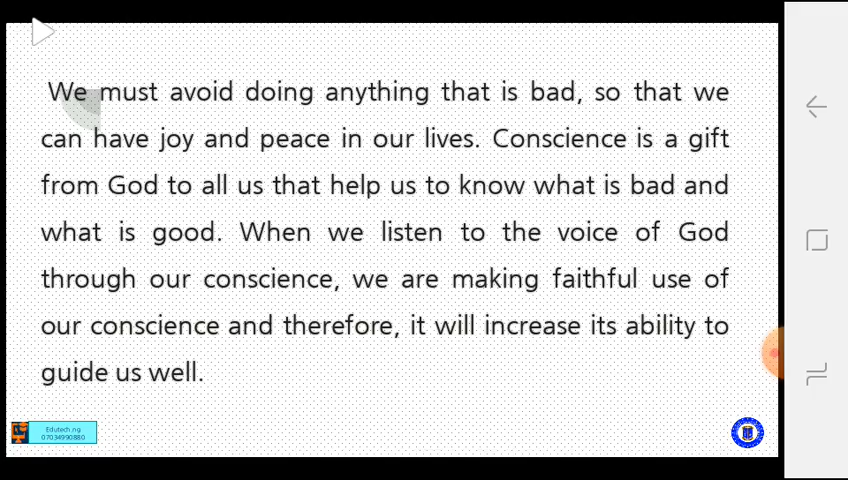 We must avoid doing anything that is bad, so that we
can have joy and peace in our lives. Conscience is a gift
from God to all us that help us to know what is bad and
what is good. When we listen to the voice of God
through our conscience, we are making faithful use of
our conscience and therefore, it will increase its ability to
guide us well.
Edutech.ng
07034990880